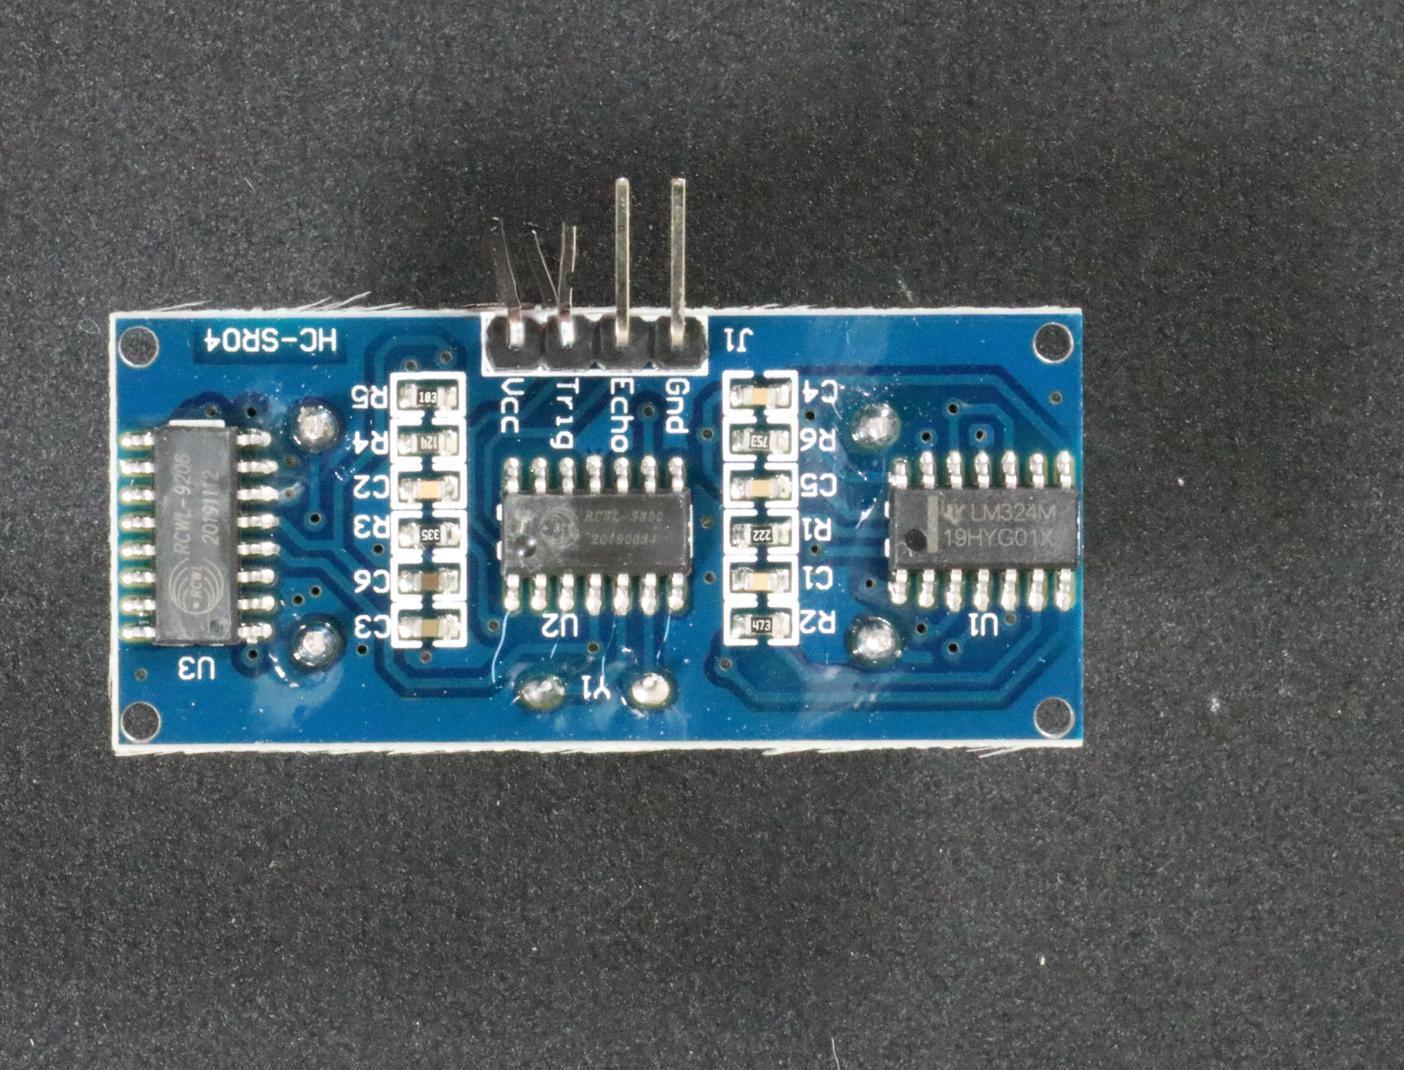 HC-SR04
J1
Vcc
Trig
Echo
Gnd
R5
183
R4
124
C2
R3
335
C6
C3
C4
R6
753
C5
R1
222
C1
R2
473
RCWL-9206
RCWL
U3
20190834
U2
Y1
LM324M
19HYG01X
U1